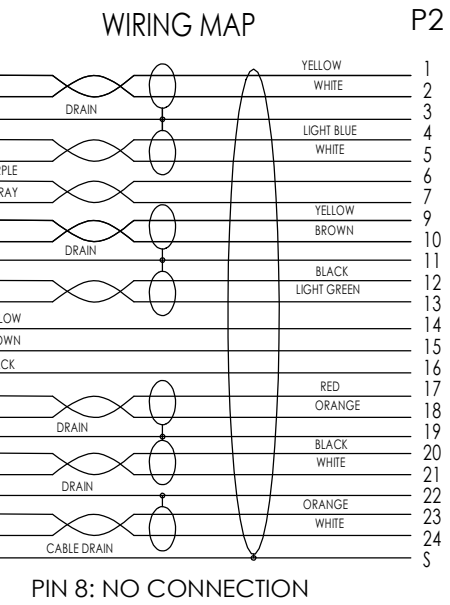 WIRING MAP
P2
YELLOW 1
WHITE 2
DRAIN 3
LIGHT BLUE 4
WHITE 5
6
7
YELLOW 9
BROWN 10
DRAIN 11
BLACK 12
LIGHT GREEN 13
14
15
16
RED 17
ORANGE 18
DRAIN 19
BLACK 20
WHITE 21
DRAIN 22
ORANGE 23
WHITE 24
CABLE DRAIN S
PIN 8: NO CONNECTION